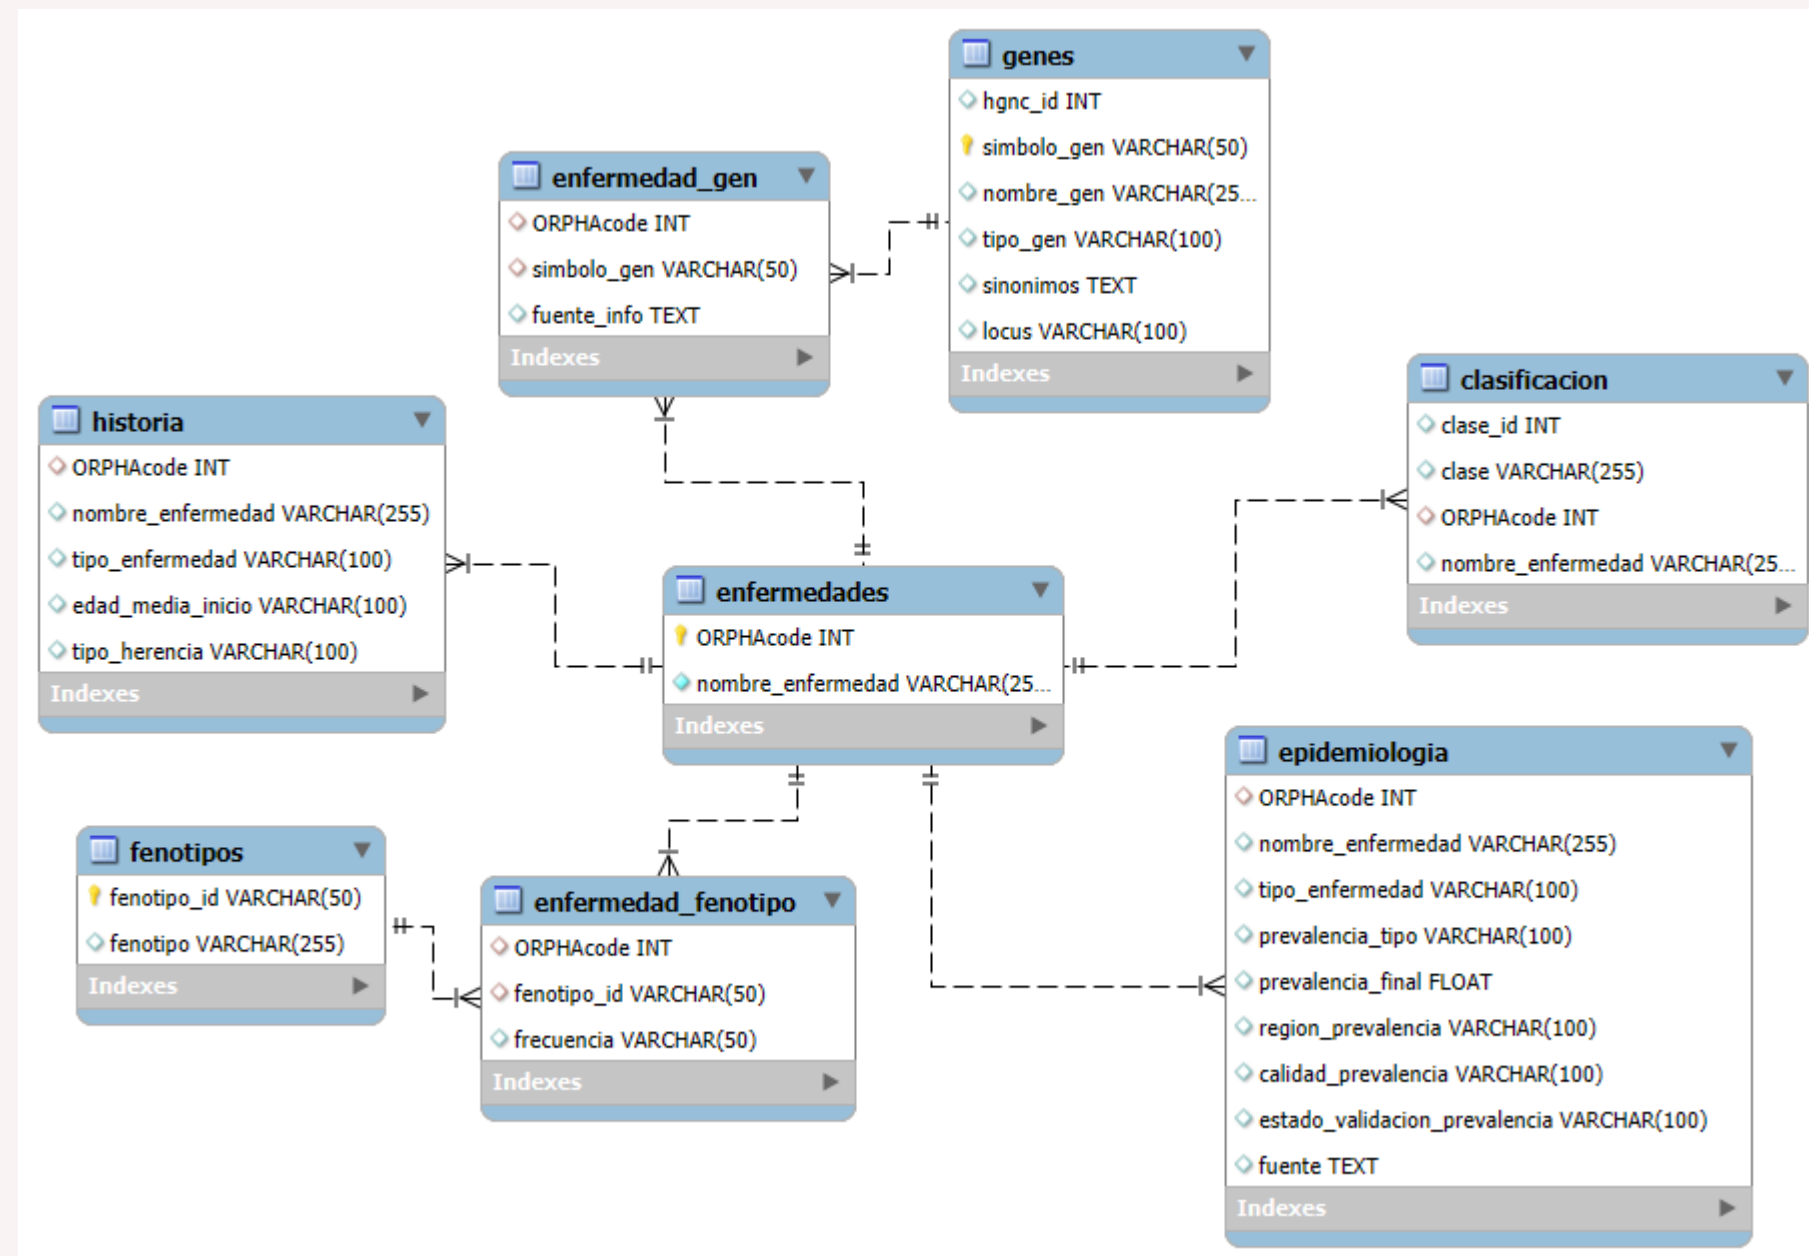 genes
hgnc_id INT
simbolo_gen VARCHAR(50)
nombre_gen VARCHAR(25...
tipo_gen VARCHAR(100)
sinonimos TEXT
locus VARCHAR(100)
Indexes
enfermedad_gen
ORPHAcode INT
simbolo_gen VARCHAR(50)
fuente_info TEXT
Indexes
clasificacion
clase_id INT
clase VARCHAR(255)
ORPHAcode INT
nombre_enfermedad VARCHAR(25...
Indexes
historia
ORPHAcode INT
nombre_enfermedad VARCHAR(255)
tipo_enfermedad VARCHAR(100)
edad_media_inicio VARCHAR(100)
tipo_herencia VARCHAR(100)
Indexes
enfermedades
ORPHAcode INT
nombre_enfermedad VARCHAR(25...
Indexes
epidemiologia
ORPHAcode INT
nombre_enfermedad VARCHAR(255)
tipo_enfermedad VARCHAR(100)
prevalencia_tipo VARCHAR(100)
prevalencia_final FLOAT
region_prevalencia VARCHAR(100)
calidad_prevalencia VARCHAR(100)
estado_validacion_prevalencia VARCHAR(100)
fuente TEXT
Indexes
fenotipos
fenotipo_id VARCHAR(50)
fenotipo VARCHAR(255)
Indexes
enfermedad_fenotipo
ORPHAcode INT
fenotipo_id VARCHAR(50)
frecuencia VARCHAR(50)
Indexes